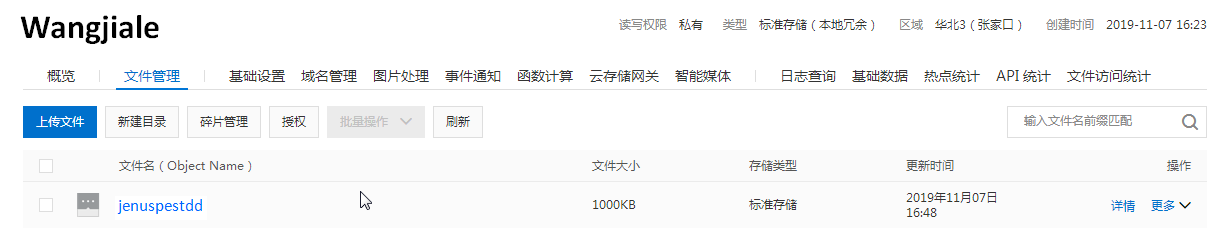 Wangjiale
读写权限 私有 类型 标准存储（本地冗余） 区域 华北3（张家口） 创建时间 2019-11-07 16:23
概览 文件管理 基础设置 域名管理 图片处理 事件通知 函数计算 云存储网关 智能媒体 日志查询 基础数据 热点统计 API 统计 文件访问统计
上传文件 新建目录 碎片管理 授权 批量操作 刷新 输入文件名前缀匹配
文件名（Object Name） 文件大小 存储类型 更新时间 操作
jenuspestdd 1000KB 标准存储 2019年11月07日 详情 更多
16:48